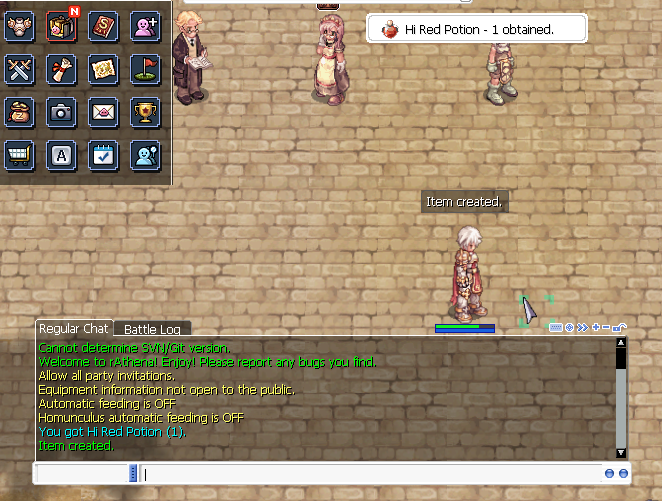 N
S
Hi Red Potion - 1 obtained.
A
Item created.
Regular Chat
Battle Log
Cannot determine SVN/Git version.
Welcome to rAthena! Enjoy! Please report any bugs you find.
Allow all party invitations.
Equipment information not open to the public.
Automatic feeding is OFF
Homunculus automatic feeding is OFF
You got Hi Red Potion (1).
Item created.